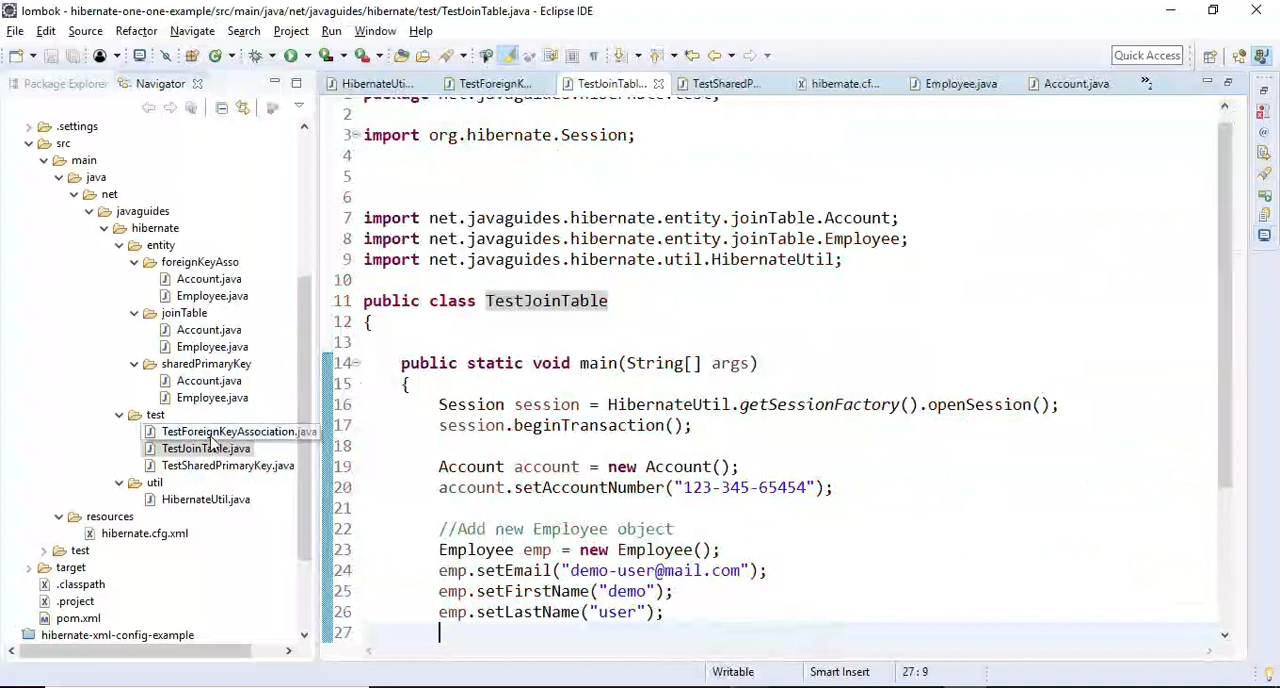 lombok - hibernate-one-one-example/src/main/java/net/javaguides/hibernate/test/TestJoinTable.java - Eclipse IDE
File Edit Source Refactor Navigate Search Project Run Window Help
Quick Access
Package Explorer Navigator
HibernateUti... TestForeignK... TestJoinTabl... TestSharedP... hibernate.cf... Employee.java Account.java »2
.settings
src
main
java
net
javaguides
hibernate
entity
foreignKeyAsso
Account.java
Employee.java
joinTable
Account.java
Employee.java
sharedPrimaryKey
Account.java
Employee.java
test
TestForeignKeyAssociation.java
TestJoinTable.java
TestSharedPrimaryKey.java
util
HibernateUtil.java
resources
hibernate.cfg.xml
test
target
.classpath
.project
pom.xml
hibernate-xml-config-example
1 package net.javaguides.hibernate.test;
2
3 import org.hibernate.Session;
4
5
6
7 import net.javaguides.hibernate.entity.joinTable.Account;
8 import net.javaguides.hibernate.entity.joinTable.Employee;
9 import net.javaguides.hibernate.util.HibernateUtil;
10
11 public class TestJoinTable
12 {
13
14 public static void main(String[] args)
15 {
16 Session session = HibernateUtil.getSessionFactory().openSession();
17 session.beginTransaction();
18
19 Account account = new Account();
20 account.setAccountNumber("123-345-65454");
21
22 //Add new Employee object
23 Employee emp = new Employee();
24 emp.setEmail("demo-user@mail.com");
25 emp.setFirstName("demo");
26 emp.setLastName("user");
27
Writable Smart Insert 27 : 9